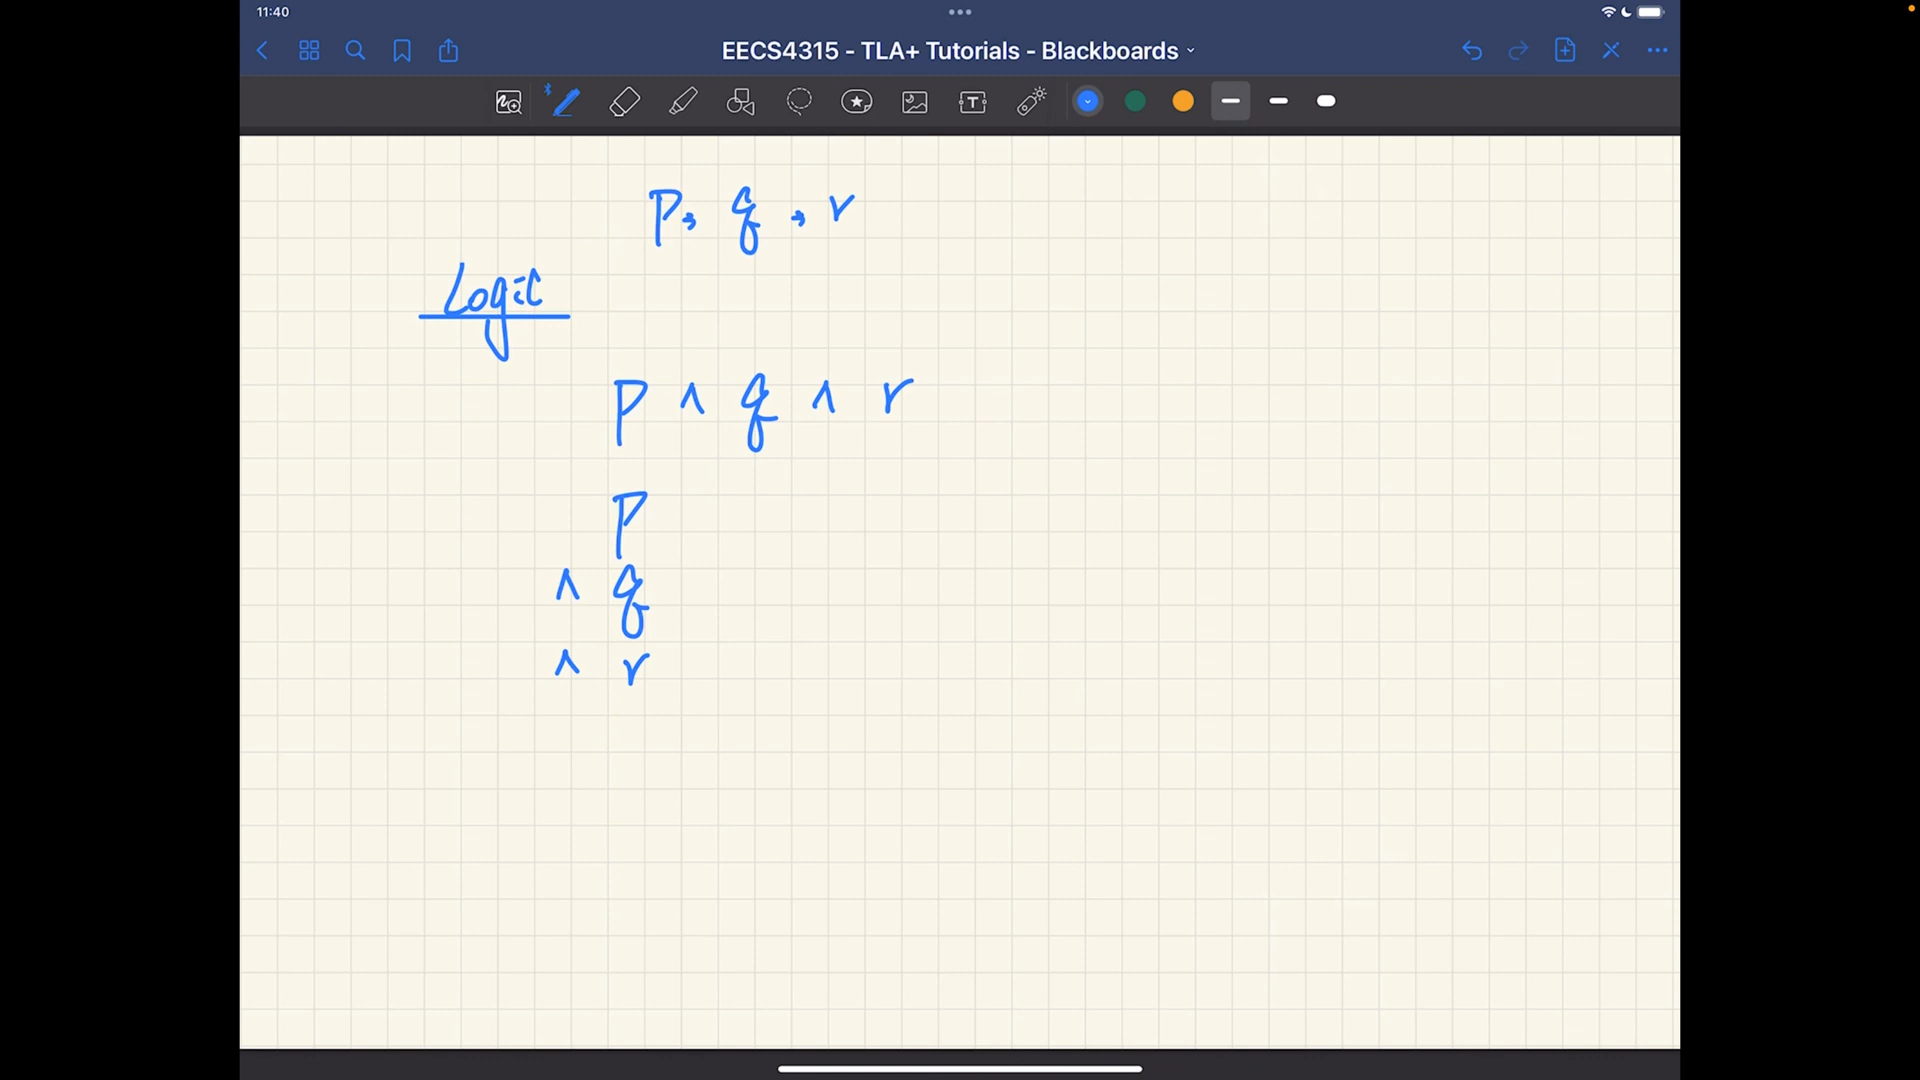 11:40
EECS4315 - TLA+ Tutorials - Blackboards
T
p, q, r
Logic
p ∧ q ∧ r
p
∧ q
∧ r